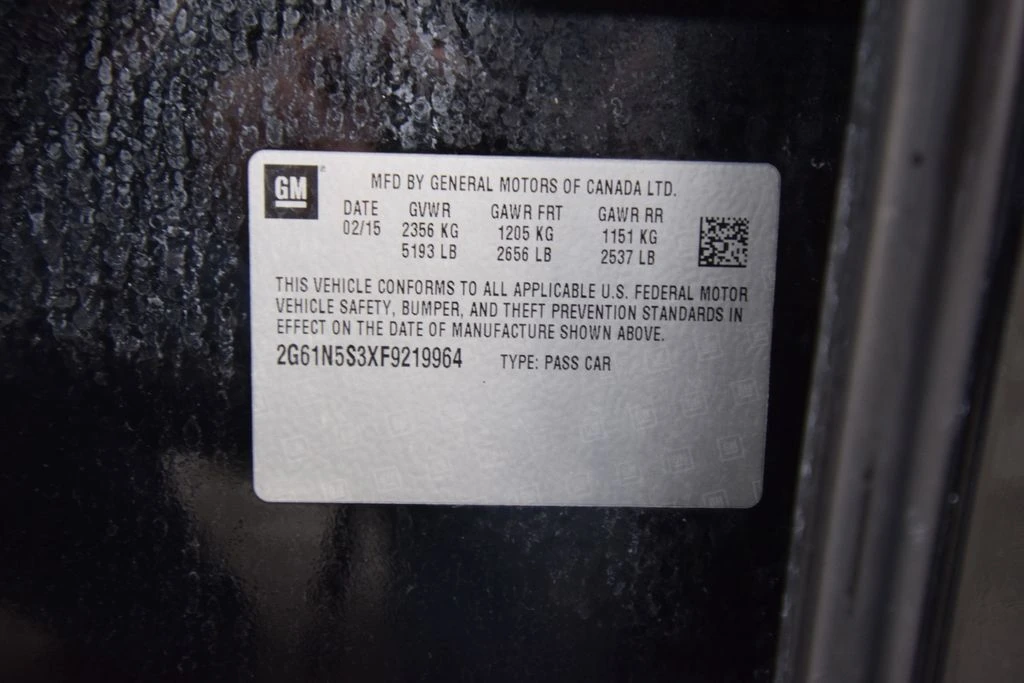 GM
MFD BY GENERAL MOTORS OF CANADA LTD.
DATE GVWR GAWR FRT GAWR RR
02/15 2356 KG 1205 KG 1151 KG
5193 LB 2656 LB 2537 LB
THIS VEHICLE CONFORMS TO ALL APPLICABLE U.S. FEDERAL MOTOR
VEHICLE SAFETY, BUMPER, AND THEFT PREVENTION STANDARDS IN
EFFECT ON THE DATE OF MANUFACTURE SHOWN ABOVE.
2G61N5S3XF9219964 TYPE: PASS CAR